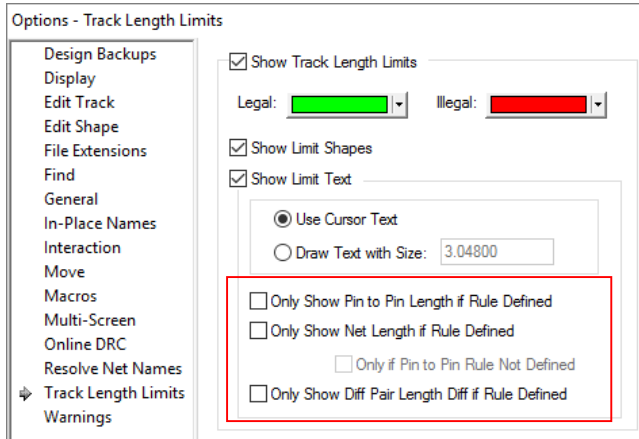 Options - Track Length Limits
Design Backups
Display
Edit Track
Edit Shape
File Extensions
Find
General
In-Place Names
Interaction
Move
Macros
Multi-Screen
Online DRC
Resolve Net Names
Track Length Limits
Warnings
Show Track Length Limits
Legal: Illegal:
Show Limit Shapes
Show Limit Text
Use Cursor Text
Draw Text with Size: 3.04800
Only Show Pin to Pin Length if Rule Defined
Only Show Net Length if Rule Defined
Only if Pin to Pin Rule Not Defined
Only Show Diff Pair Length Diff if Rule Defined